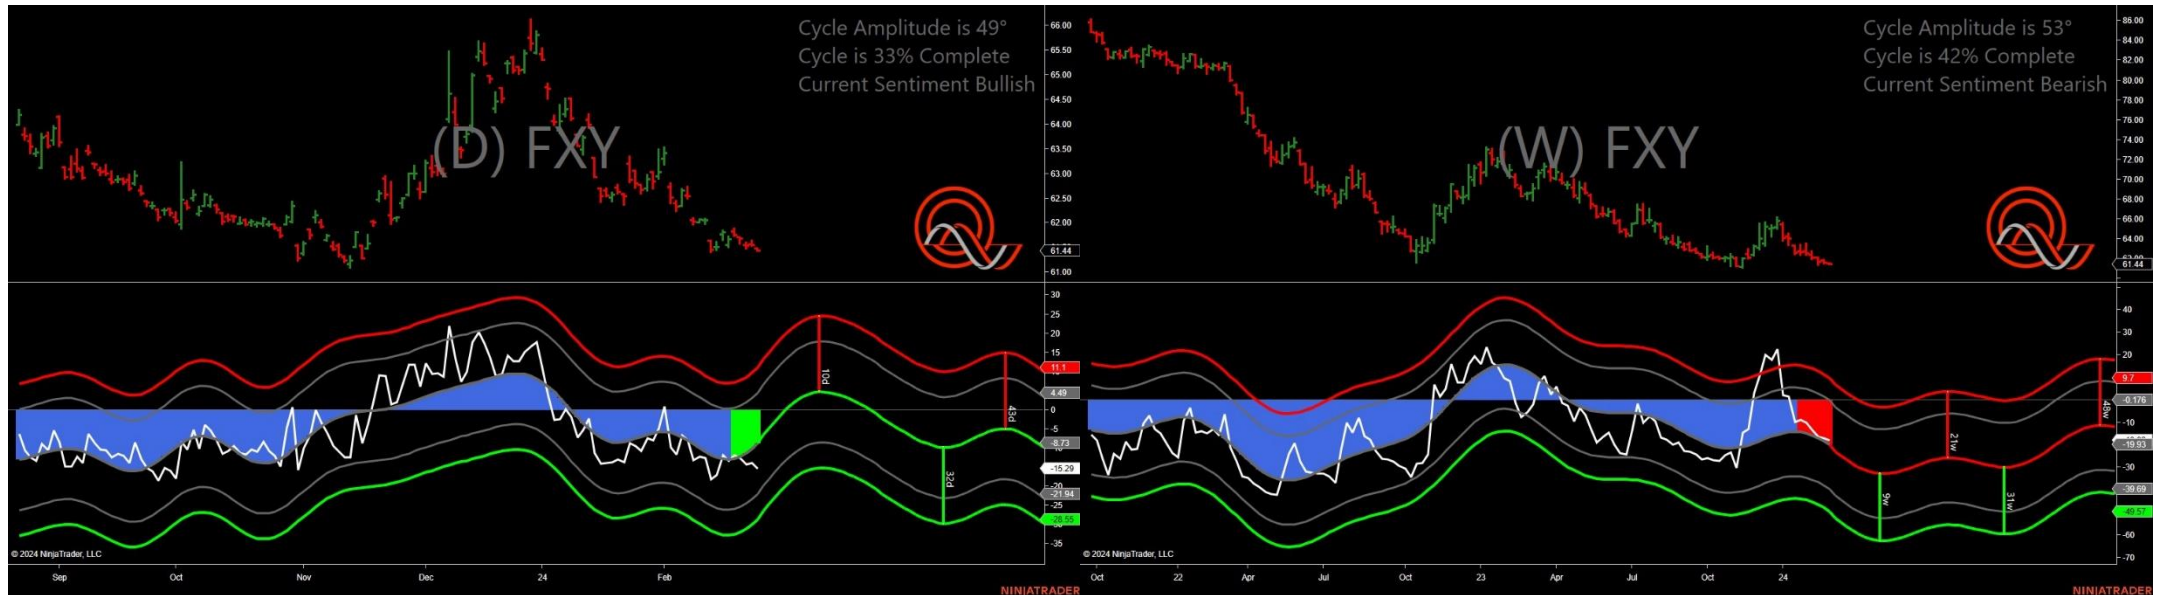 Cycle Amplitude is 49°
Cycle is 33% Complete
Current Sentiment Bullish
(D) FXY
66.00
65.50
65.00
64.50
64.00
63.50
63.00
62.50
62.00
61.44
61.00
30
25
20
15
11.1
4.49
0
-5
-8.73
-15.29
-21.94
-25
-28.55
-35
10d
32d
43d
© 2024 NinjaTrader, LLC
Sep Oct Nov Dec 24 Feb
NINJATRADER
Cycle Amplitude is 53°
Cycle is 42% Complete
Current Sentiment Bearish
(W) FXY
86.00
84.00
82.00
80.00
78.00
76.00
74.00
72.00
70.00
68.00
66.00
64.00
61.44
40
30
20
9.7
-0.176
-10
-19.93
-30
-39.69
-49.57
-60
-70
9w
21w
31w
48w
© 2024 NinjaTrader, LLC
Oct 22 Apr Jul Oct 23 Apr Jul Oct 24
NINJATRADER